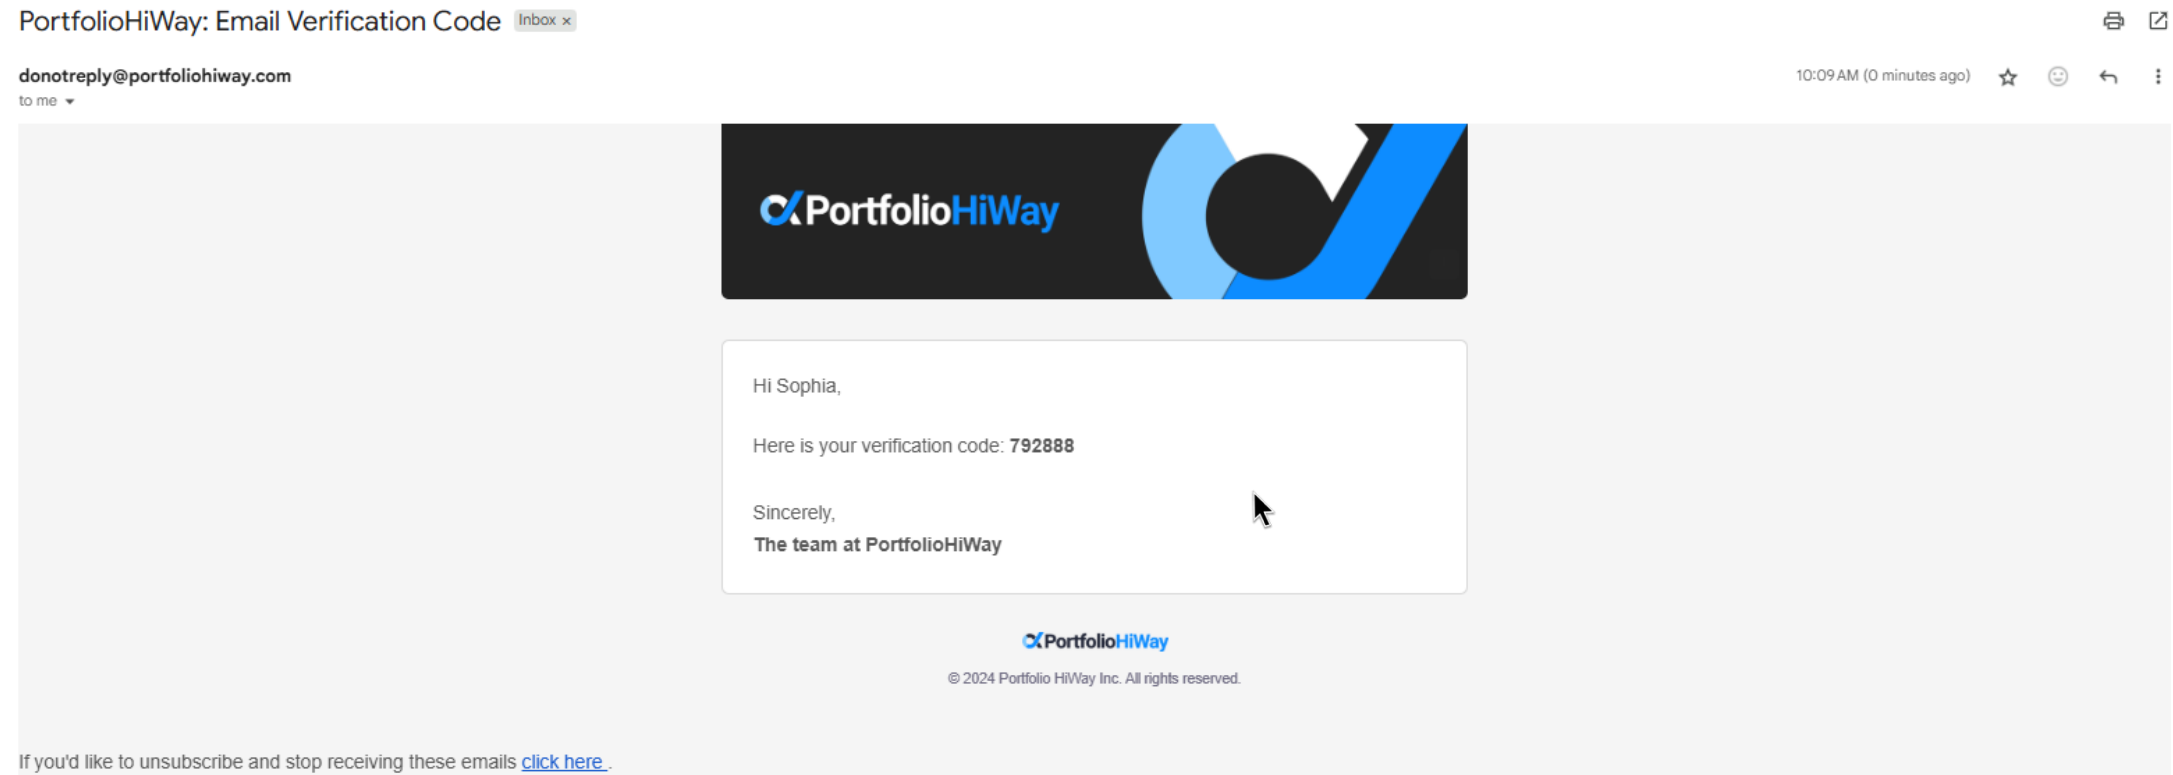 PortfolioHiWay: Email Verification Code Inbox ×
donotreply@portfoliohiway.com
10:09 AM (0 minutes ago)
to me
PortfolioHiWay
Hi Sophia,
Here is your verification code: 792888
Sincerely,
The team at PortfolioHiWay
PortfolioHiWay
© 2024 Portfolio HiWay Inc. All rights reserved.
If you'd like to unsubscribe and stop receiving these emails click here .